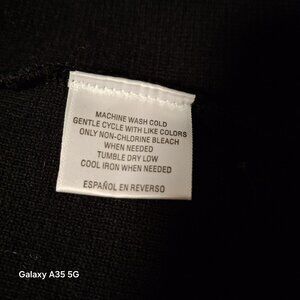 MACHINE WASH COLD
GENTLE CYCLE WITH LIKE COLORS
ONLY NON-CHLORINE BLEACH
WHEN NEEDED
TUMBLE DRY LOW
COOL IRON WHEN NEEDED
ESPAÑOL EN REVERSO
Galaxy A35 5G